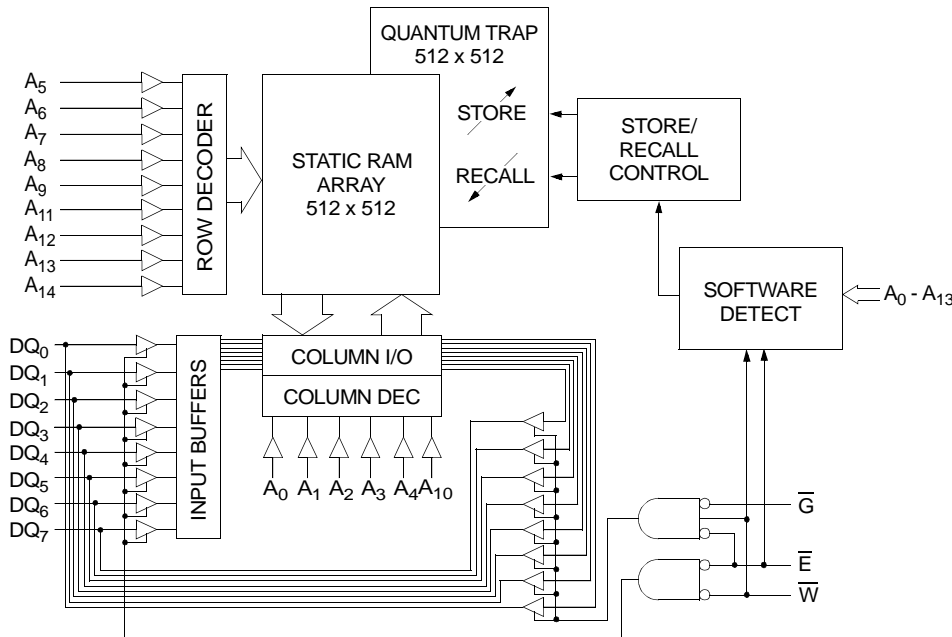 QUANTUM TRAP
512 x 512
STORE
RECALL
STORE/
RECALL
CONTROL
A5
A6
A7
A8
A9
A11
A12
A13
A14
ROW DECODER
STATIC RAM
ARRAY
512 x 512
SOFTWARE
DETECT
A0 - A13
DQ0
DQ1
DQ2
DQ3
DQ4
DQ5
DQ6
DQ7
INPUT BUFFERS
COLUMN I/O
COLUMN DEC
A0 A1 A2 A3 A4 A10
G̅
E̅
W̅